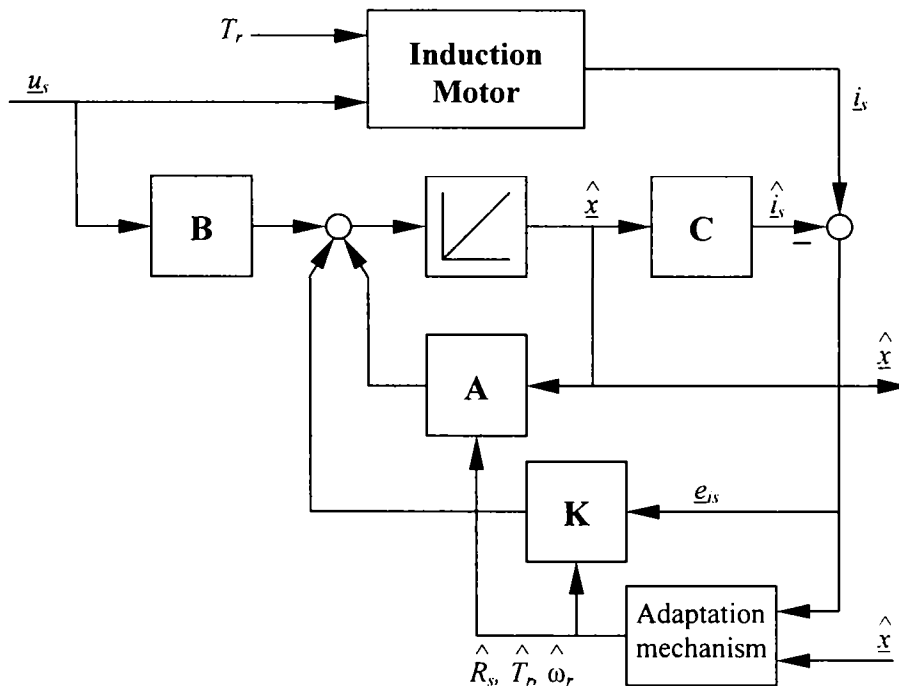 T_r
Induction
Motor
u_s
i_s
B
x̂
C
î_s
−
A
x̂
K
e_is
Adaptation
mechanism
x̂
R̂_s, T̂_r, ω̂_r